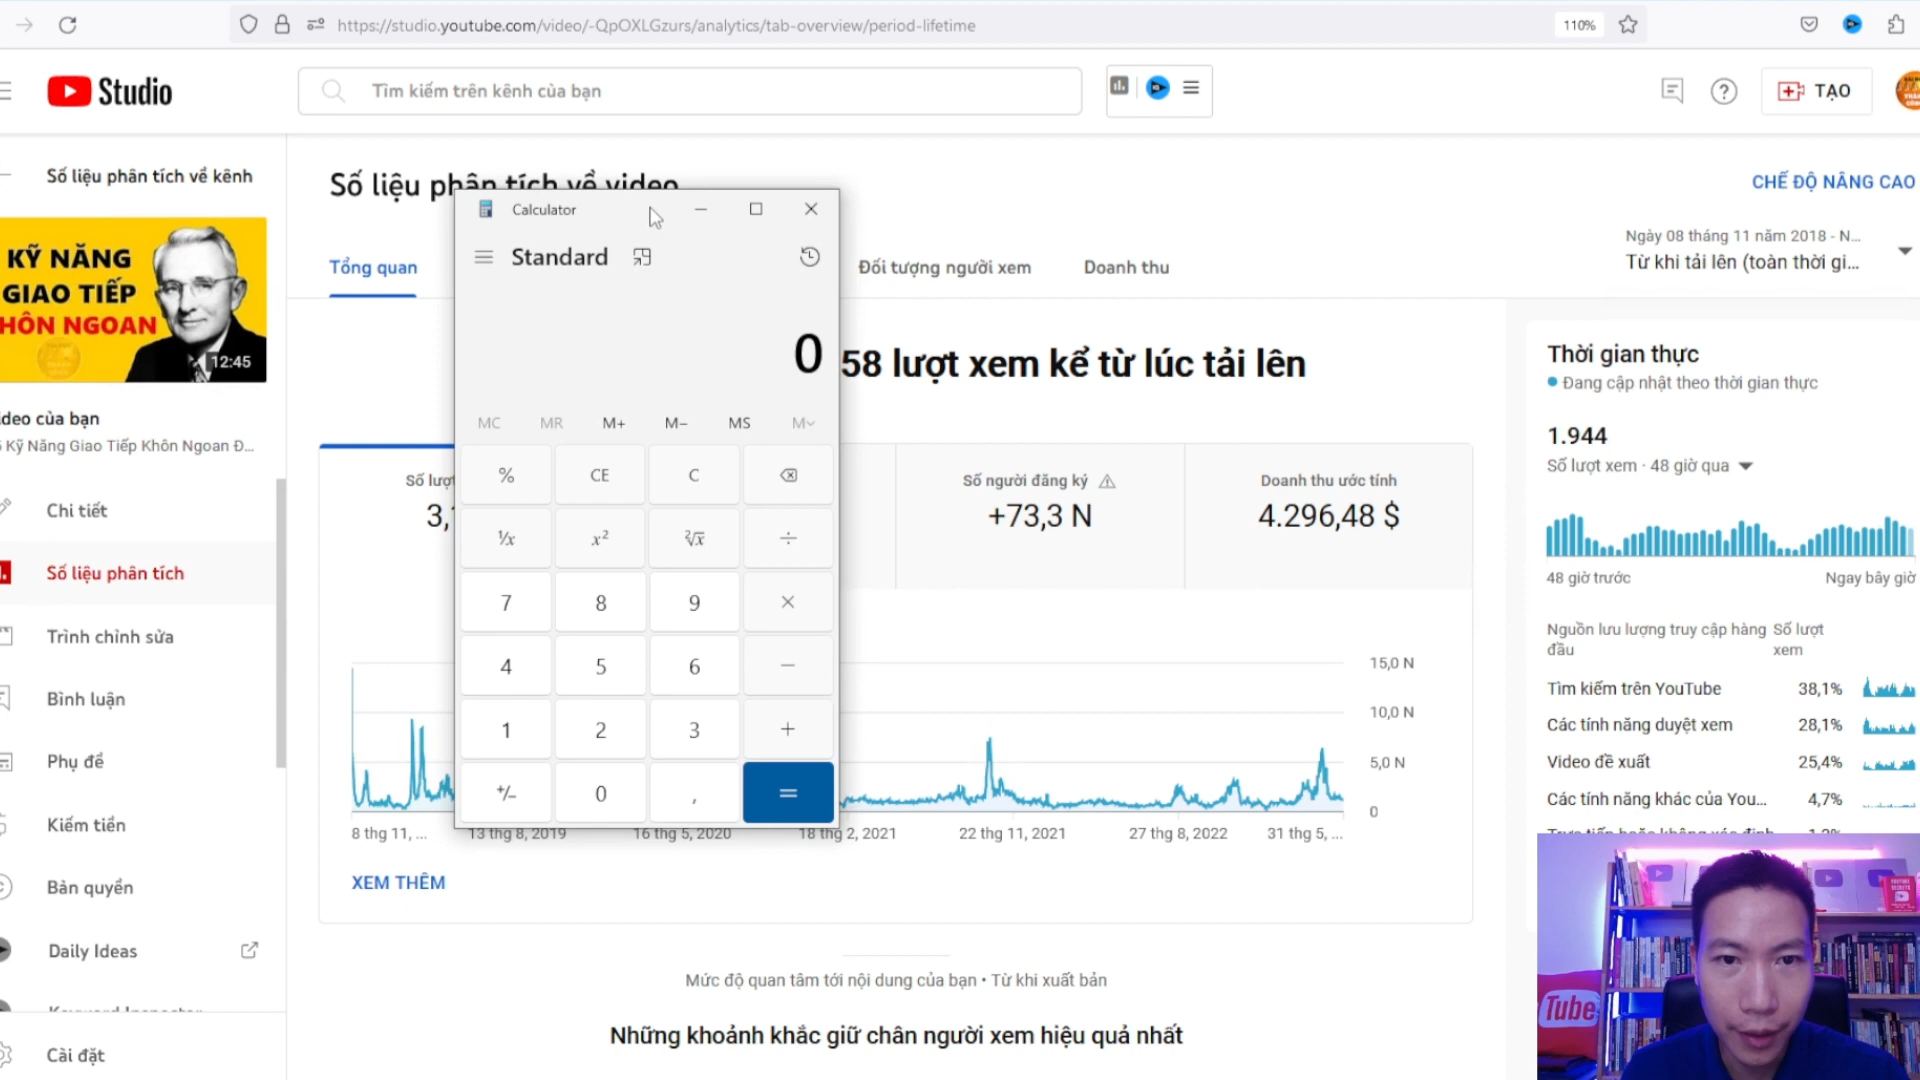 https://studio.youtube.com/video/-QpOXLGzurs/analytics/tab-overview/period-lifetime
110%
Studio
Tìm kiếm trên kênh của bạn
TẠO
Số liệu phân tích về kênh
KỸ NĂNG
GIAO TIẾP
KHÔN NGOAN
12:45
Video của bạn
Kỹ Năng Giao Tiếp Khôn Ngoan Đ...
Chi tiết
Số liệu phân tích
Trình chỉnh sửa
Bình luận
Phụ đề
Kiếm tiền
Bản quyền
Daily Ideas
Cài đặt
Số liệu phân tích về video
CHẾ ĐỘ NÂNG CAO
Ngày 08 tháng 11 năm 2018 - N...
Từ khi tải lên (toàn thời gi...
Tổng quan
Đối tượng người xem
Doanh thu
Calculator
Standard
0
MC MR M+ M− MS M
% CE C
⅟x x² ²√x ÷
7 8 9 ×
4 5 6 −
1 2 3 +
+/− 0 , =
58 lượt xem kể từ lúc tải lên
Số người đăng ký
+73,3 N
Doanh thu ước tính
4.296,48 $
15,0 N
10,0 N
5,0 N
0
8 thg 11, ... 13 thg 8, 2019 16 thg 5, 2020 18 thg 2, 2021 22 thg 11, 2021 27 thg 8, 2022 31 thg 5, ...
XEM THÊM
Mức độ quan tâm tới nội dung của bạn • Từ khi xuất bản
Những khoảnh khắc giữ chân người xem hiệu quả nhất
Thời gian thực
Đang cập nhật theo thời gian thực
1.944
Số lượt xem · 48 giờ qua
48 giờ trước Ngay bây giờ
Nguồn lưu lượng truy cập hàng đầu
Số lượt xem
Tìm kiếm trên YouTube 38,1%
Các tính năng duyệt xem 28,1%
Video đề xuất 25,4%
Các tính năng khác của You... 4,7%
Tube